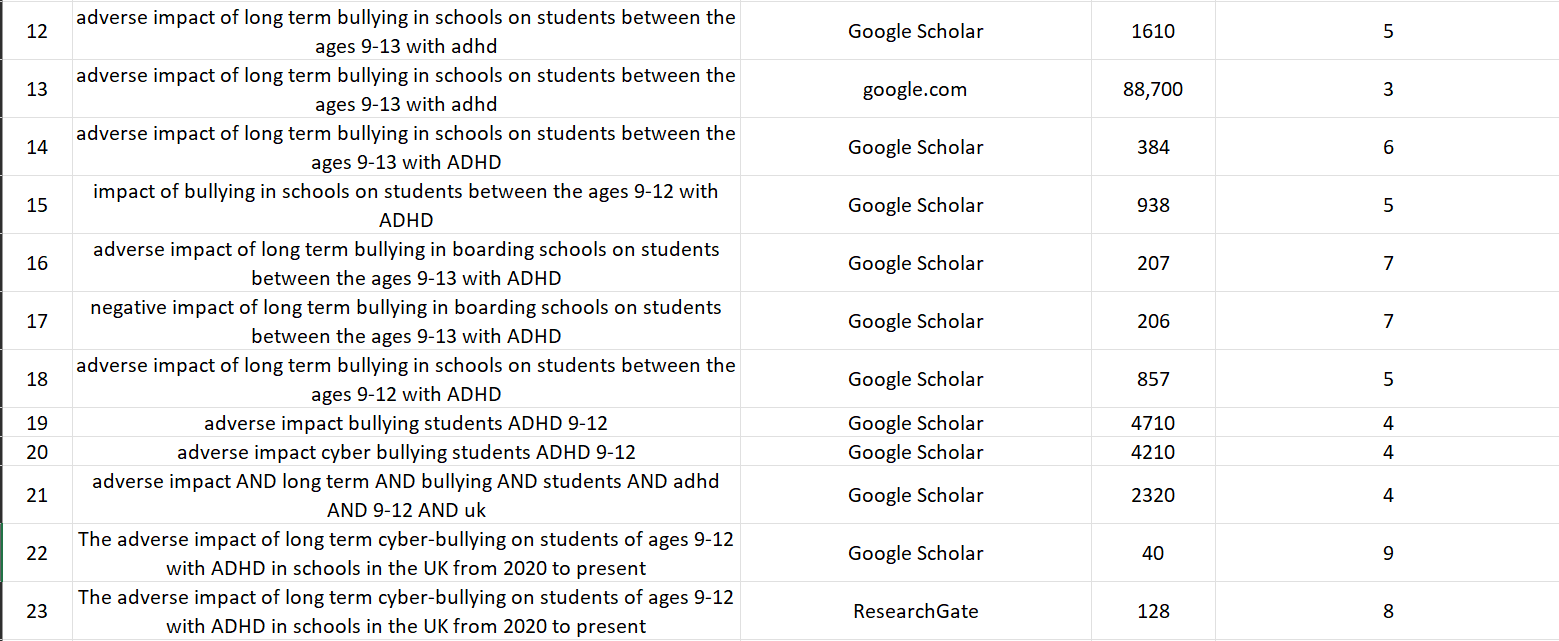 12 adverse impact of long term bullying in schools on students between the ages 9-13 with adhd Google Scholar 1610 5
13 adverse impact of long term bullying in schools on students between the ages 9-13 with adhd google.com 88,700 3
14 adverse impact of long term bullying in schools on students between the ages 9-13 with ADHD Google Scholar 384 6
15 impact of bullying in schools on students between the ages 9-12 with ADHD Google Scholar 938 5
16 adverse impact of long term bullying in boarding schools on students between the ages 9-13 with ADHD Google Scholar 207 7
17 negative impact of long term bullying in boarding schools on students between the ages 9-13 with ADHD Google Scholar 206 7
18 adverse impact of long term bullying in schools on students between the ages 9-12 with ADHD Google Scholar 857 5
19 adverse impact bullying students ADHD 9-12 Google Scholar 4710 4
20 adverse impact cyber bullying students ADHD 9-12 Google Scholar 4210 4
21 adverse impact AND long term AND bullying AND students AND adhd AND 9-12 AND uk Google Scholar 2320 4
22 The adverse impact of long term cyber-bullying on students of ages 9-12 with ADHD in schools in the UK from 2020 to present Google Scholar 40 9
23 The adverse impact of long term cyber-bullying on students of ages 9-12 with ADHD in schools in the UK from 2020 to present ResearchGate 128 8